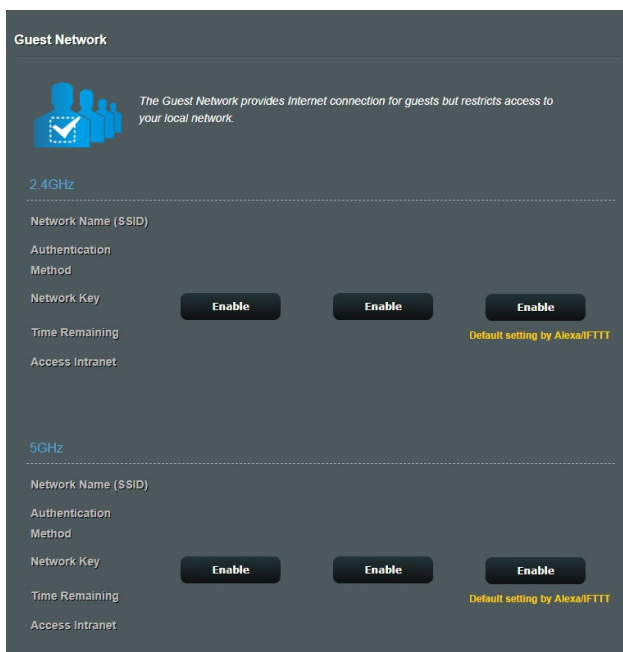 Guest Network
The Guest Network provides Internet connection for guests but restricts access to
your local network.
2.4GHz
Network Name (SSID)
Authentication
Method
Network Key
Enable Enable Enable
Time Remaining
Default setting by Alexa/IFTTT
Access Intranet
5GHz
Network Name (SSID)
Authentication
Method
Network Key
Enable Enable Enable
Time Remaining
Default setting by Alexa/IFTTT
Access Intranet